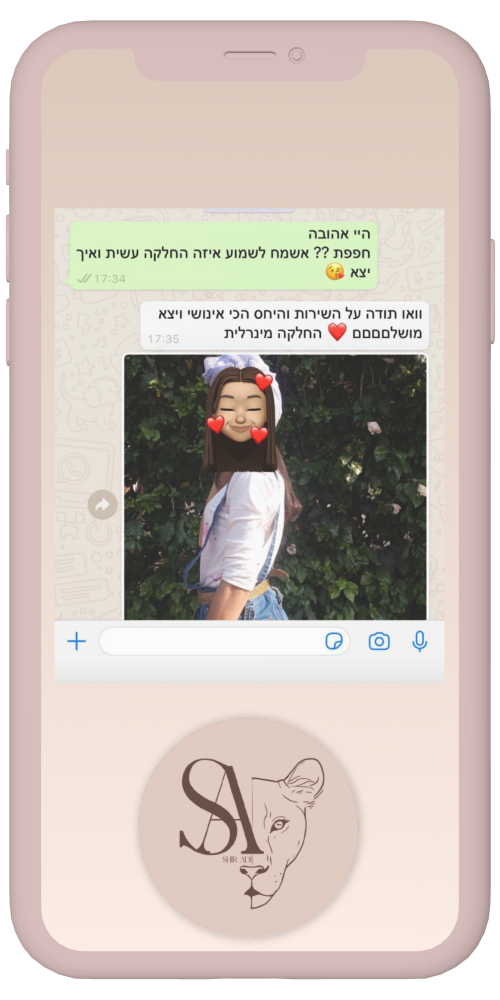 היי אהובה
חפפת ?? אשמח לשמוע איזה החלקה עשית ואיך
יצא 😘
17:34
וואו תודה על השירות והיחס הכי אינושי ויצא
מושלםםםם ❤️ החלקה מינרלית
17:35
SA
SHIR ADI